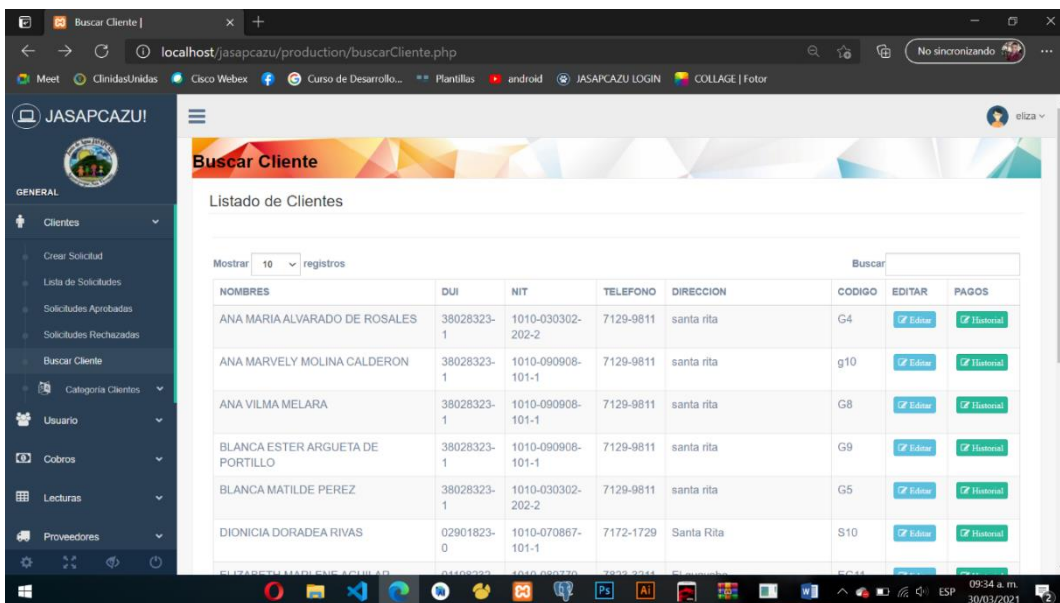 Buscar Cliente |
localhost/jasapcazu/production/buscarCliente.php
No sincronizando
Meet
ClinidasUnidas
Cisco Webex
Curso de Desarrollo...
Plantillas
android
JASAPCAZU LOGIN
COLLAGE | Fotor
JASAPCAZU!
eliza
GENERAL
Clientes
Crear Solicitud
Lista de Solicitudes
Solicitudes Aprobadas
Solicitudes Rechazadas
Buscar Cliente
Categoría Clientes
Usuario
Cobros
Lecturas
Proveedores
Buscar Cliente
Listado de Clientes
Mostrar 10 registros
Buscar
NOMBRES DUI NIT TELEFONO DIRECCION CODIGO EDITAR PAGOS
ANA MARIA ALVARADO DE ROSALES 38028323-1 1010-030302-202-2 7129-9811 santa rita G4 Editar Historial
ANA MARVELY MOLINA CALDERON 38028323-1 1010-090908-101-1 7129-9811 santa rita g10 Editar Historial
ANA VILMA MELARA 38028323-1 1010-090908-101-1 7129-9811 santa rita G8 Editar Historial
BLANCA ESTER ARGUETA DE PORTILLO 38028323-1 1010-090908-101-1 7129-9811 santa rita G9 Editar Historial
BLANCA MATILDE PEREZ 38028323-1 1010-030302-202-2 7129-9811 santa rita G5 Editar Historial
DIONICIA DORADEA RIVAS 02901823-0 1010-070867-101-1 7172-1729 Santa Rita S10 Editar Historial
Ps
Ai
ESP
09:34 a. m.
30/03/2021